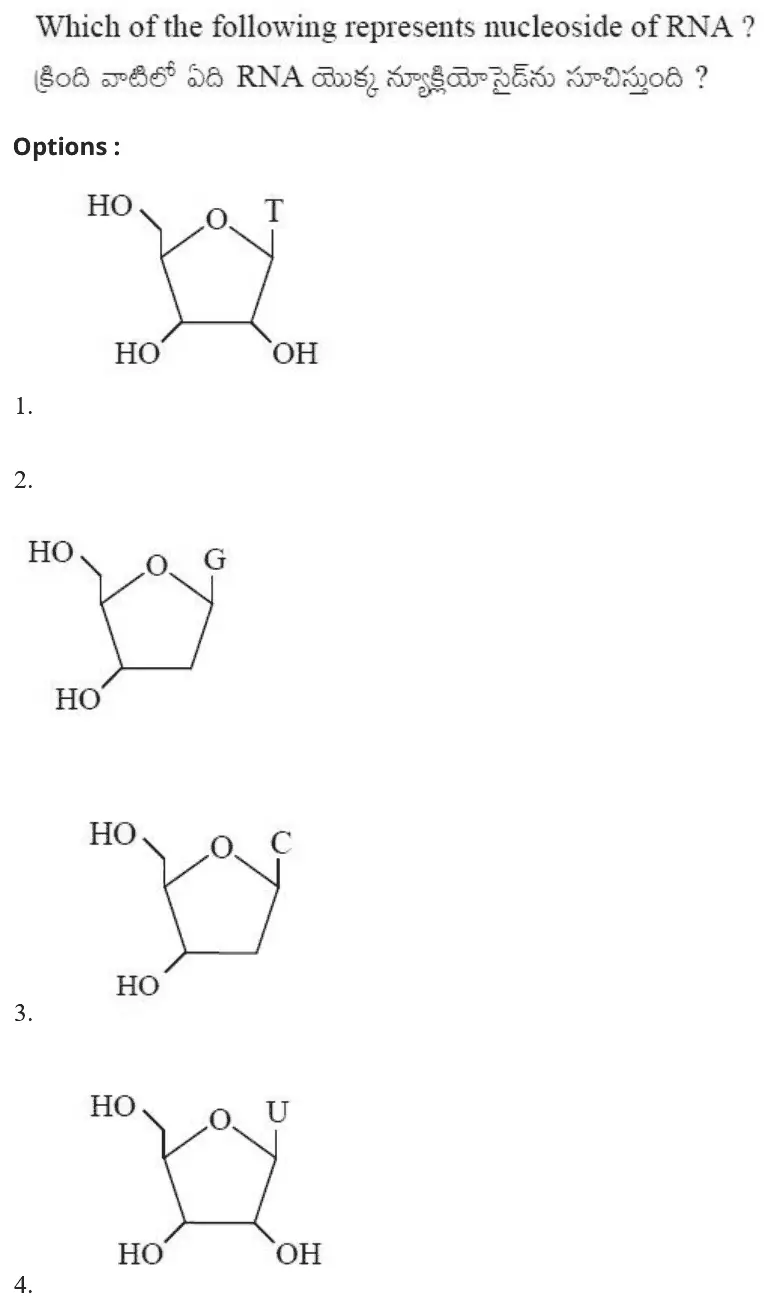 Which of the following represents nucleoside of RNA ?
క్రింది వాటిలో ఏది RNA యొక్క న్యూక్లియోసైడ్‌ను సూచిస్తుంది ?
Options :
HO O T
HO OH
1.
2.
HO O G
HO
HO O C
HO
3.
HO O U
HO OH
4.